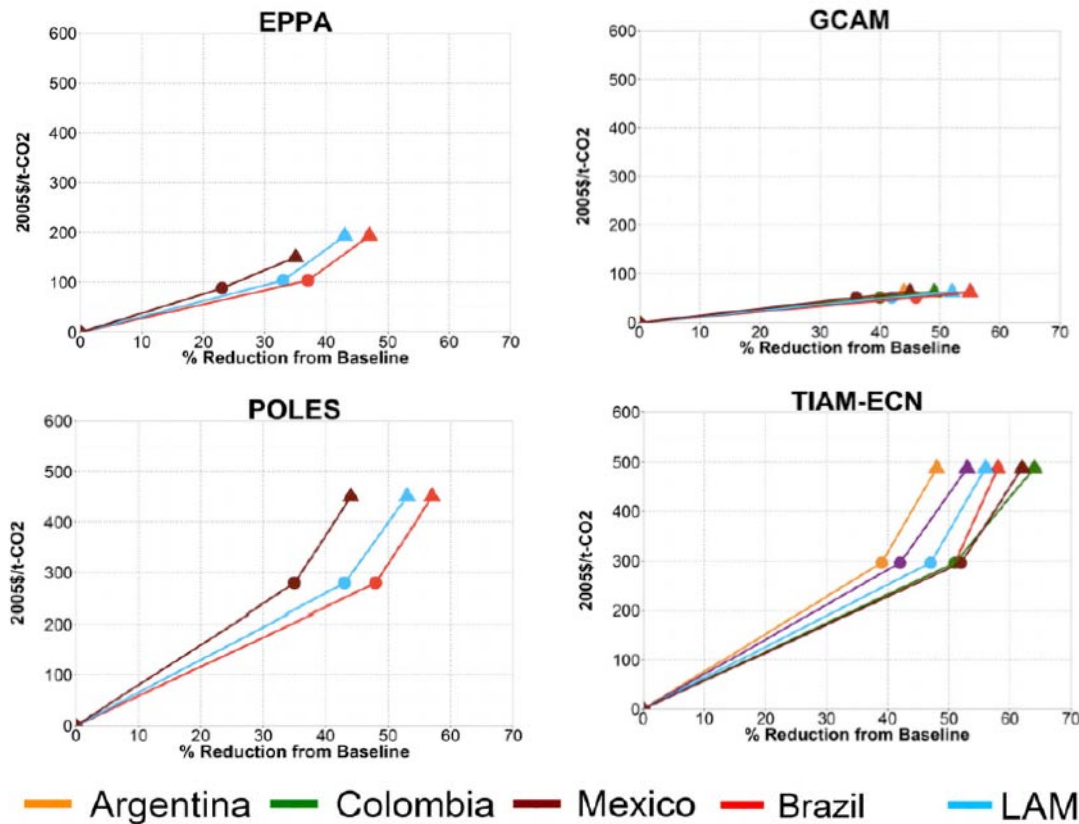 EPPA
600
500
400
300
200
100
0
2005$/t-CO2
0 10 20 30 40 50 60 70
% Reduction from Baseline
GCAM
600
500
400
300
200
100
0
2005$/t-CO2
0 10 20 30 40 50 60 70
% Reduction from Baseline
POLES
600
500
400
300
200
100
0
2005$/t-CO2
0 10 20 30 40 50 60 70
% Reduction from Baseline
TIAM-ECN
600
500
400
300
200
100
0
2005$/t-CO2
0 10 20 30 40 50 60 70
% Reduction from Baseline
Argentina Colombia Mexico Brazil LAM